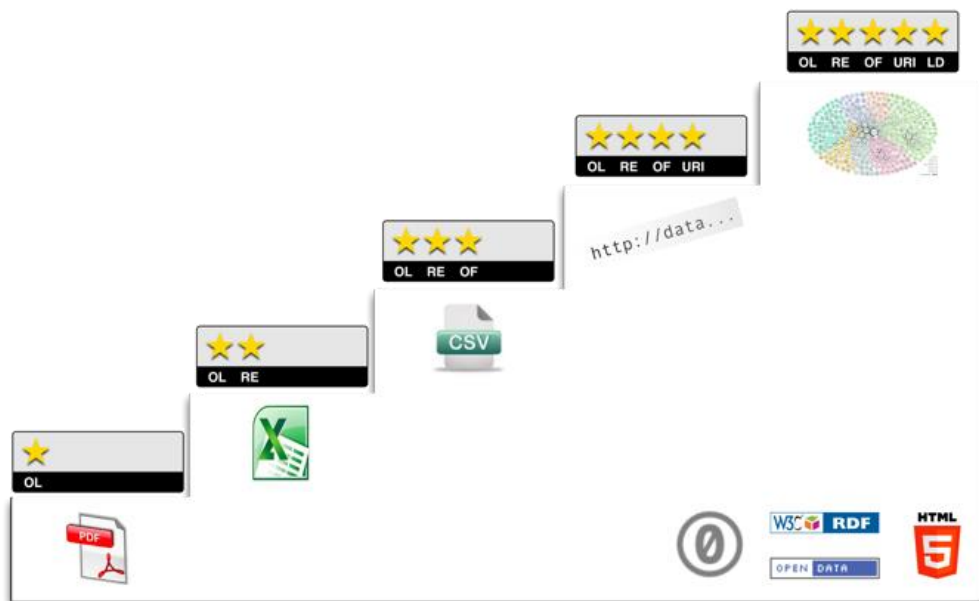 OL RE OF URI LD
OL RE OF URI
http://data...
OL RE OF
CSV
OL RE
X
OL
PDF
0
W3C RDF
OPEN DATA
HTML
5